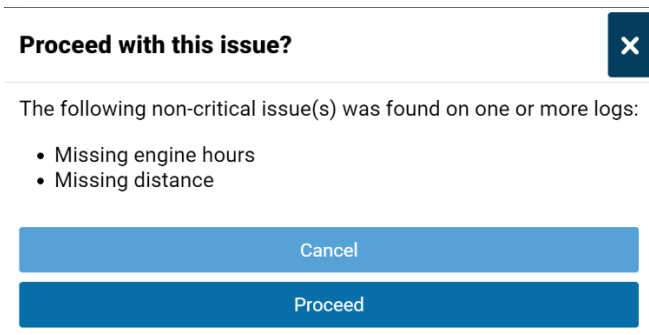 Proceed with this issue?
The following non-critical issue(s) was found on one or more logs:
• Missing engine hours
• Missing distance
Cancel
Proceed